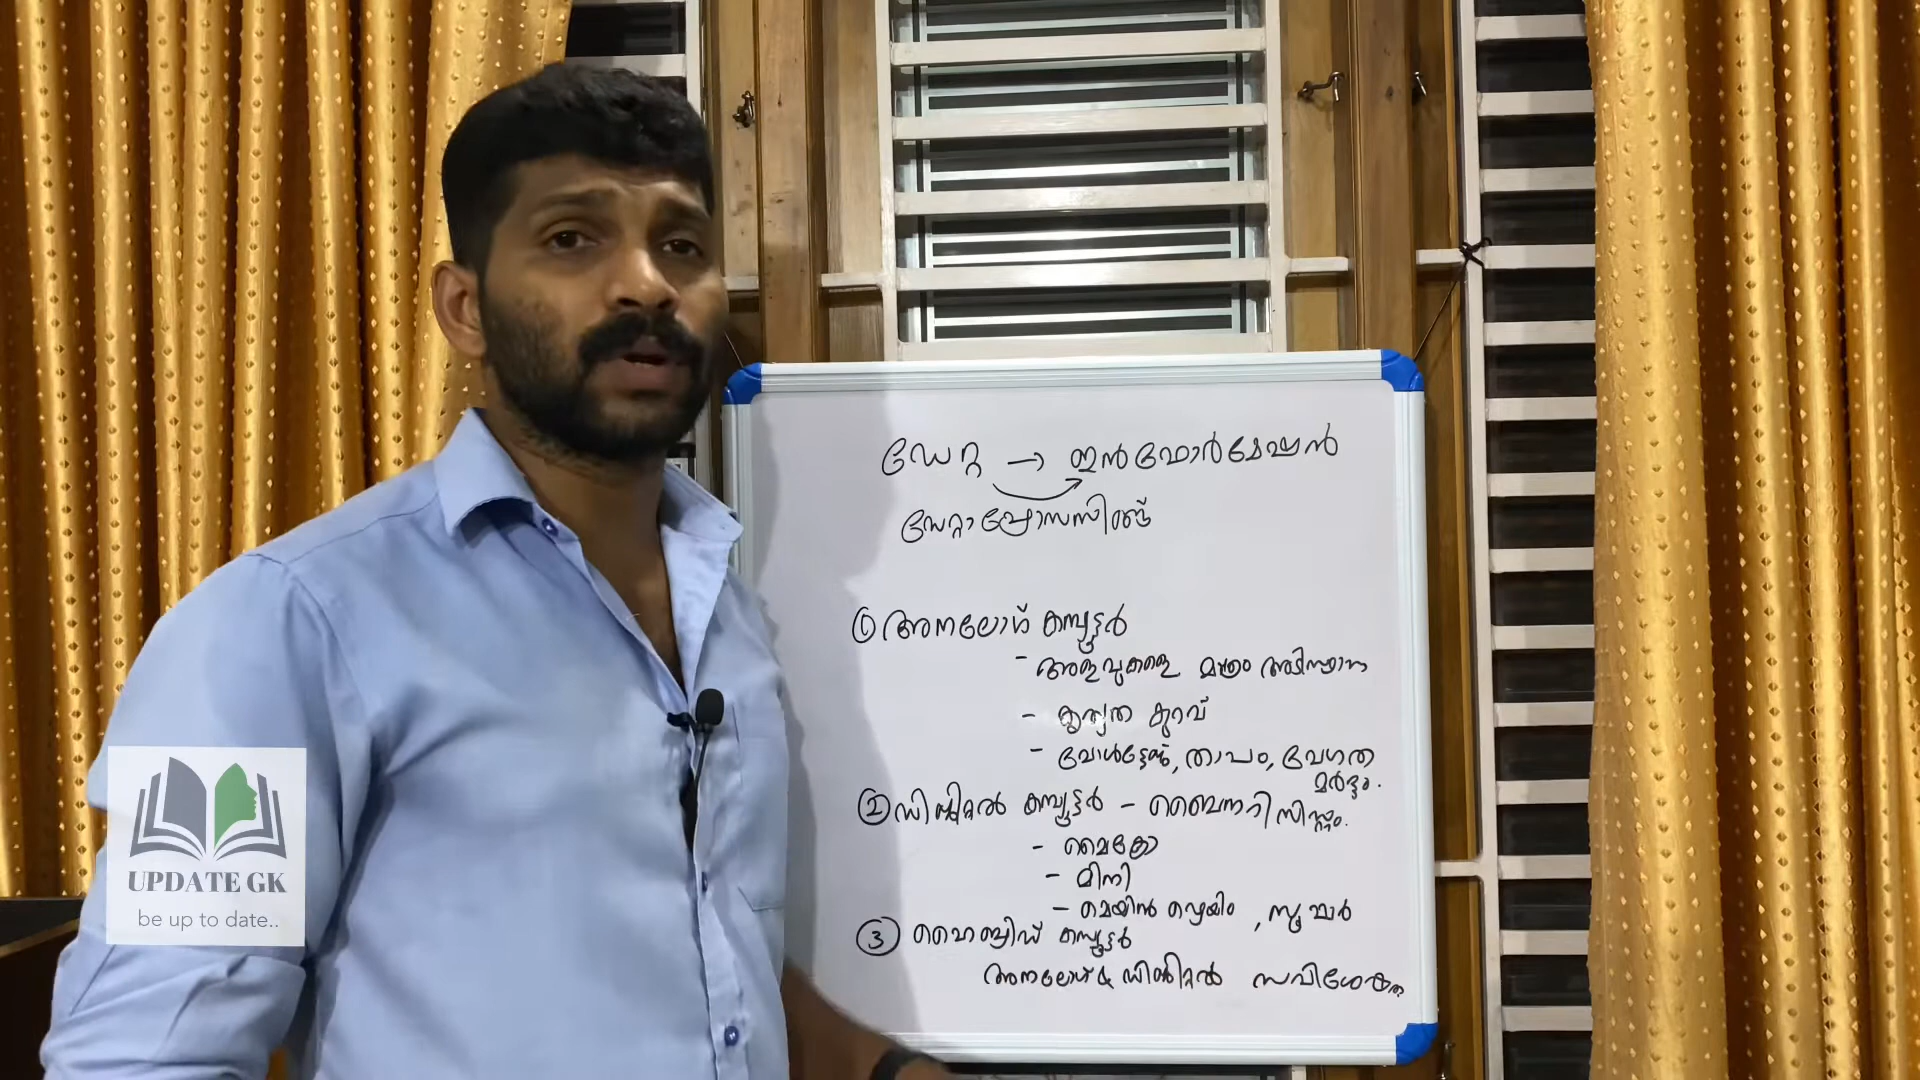 ഡേറ്റ → ഇൻഫോർമേഷൻ
ഡേറ്റാ പ്രോസസിങ്ങ്
① അനലോഗ് കമ്പ്യൂട്ടർ
- അളവുകളെ മാത്രം അടിസ്ഥാന
- കൃത്യത കുറവ്
- വോൾട്ടേജ്, താപം, വേഗത
മർദ്ദം.
② ഡിജിറ്റൽ കമ്പ്യൂട്ടർ - ബൈനറി സിസ്റ്റം.
- മൈക്രോ
- മിനി
- മെയിൻ ഫ്രെയിം, സൂപ്പർ
③ ഹൈബ്രിഡ് കമ്പ്യൂട്ടർ
അനലോഗ് & ഡിജിറ്റൽ സവിശേഷത
UPDATE GK
be up to date..